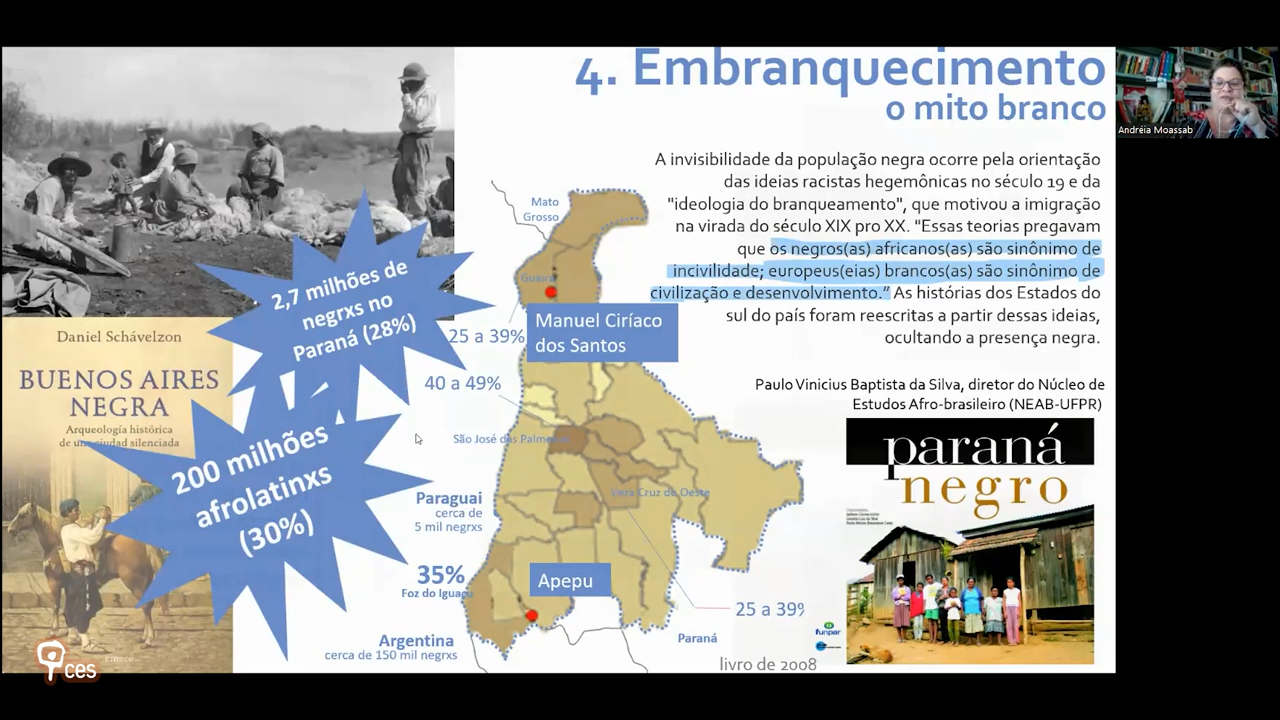 4. Embranquecimento
o mito branco
Andréia Moassab
A invisibilidade da população negra ocorre pela orientação
das ideias racistas hegemônicas no século 19 e da
"ideologia do branqueamento", que motivou a imigração
na virada do século XIX pro XX. "Essas teorias pregavam
que os negros(as) africanos(as) são sinônimo de
incivilidade; europeus(eias) brancos(as) são sinônimo de
civilização e desenvolvimento." As histórias dos Estados do
sul do país foram reescritas a partir dessas ideias,
ocultando a presença negra.
Paulo Vinicius Baptista da Silva, diretor do Núcleo de
Estudos Afro-brasileiro (NEAB-UFPR)
2,7 milhões de
negrxs no
Paraná (28%)
Daniel Schávelzon
BUENOS AIRES
NEGRA
Arqueología histórica
de una ciudad silenciada
200 milhões
afrolatinxs
(30%)
Mato
Grosso
Guaíra
25 a 39%
Manuel Ciríaco
dos Santos
40 a 49%
São José das Palmeiras
Vera Cruz do Oeste
Paraguai
cerca de
5 mil negrxs
35%
Foz do Iguaçu
Apepu
25 a 39%
Argentina
cerca de 150 mil negrxs
Paraná
livro de 2008
paraná
negro
funpar
ces